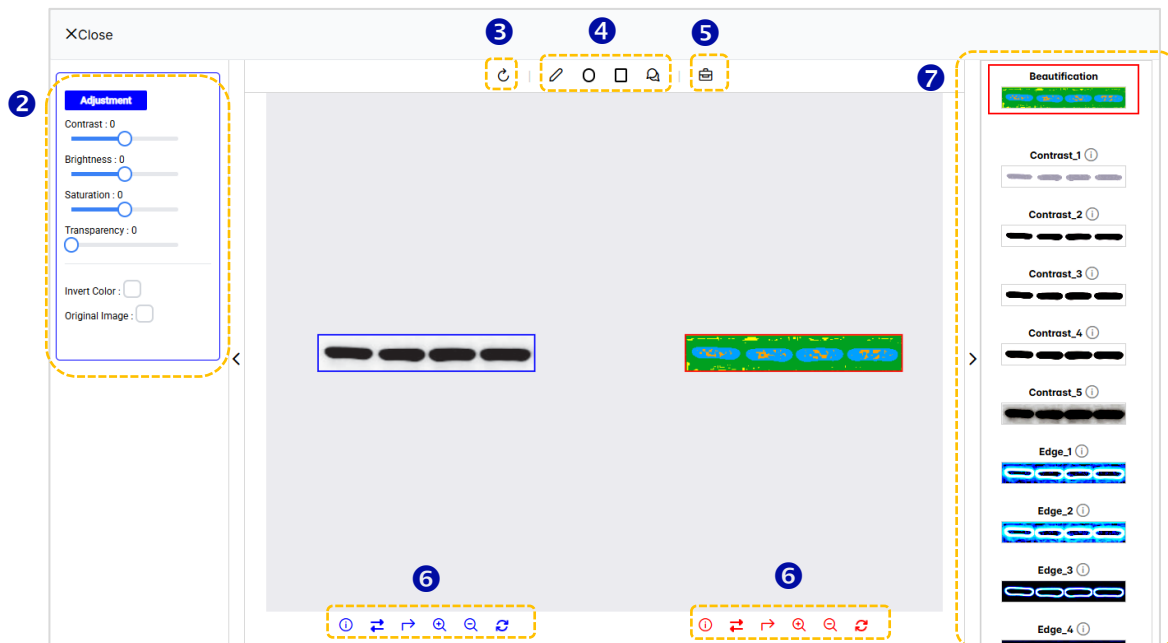 Close
3
4
5
7
2
Adjustment
Contrast : 0
Brightness : 0
Saturation : 0
Transparency : 0
Invert Color :
Original Image :
6
6
Beautification
Contrast_1
Contrast_2
Contrast_3
Contrast_4
Contrast_5
Edge_1
Edge_2
Edge_3
Edge_4